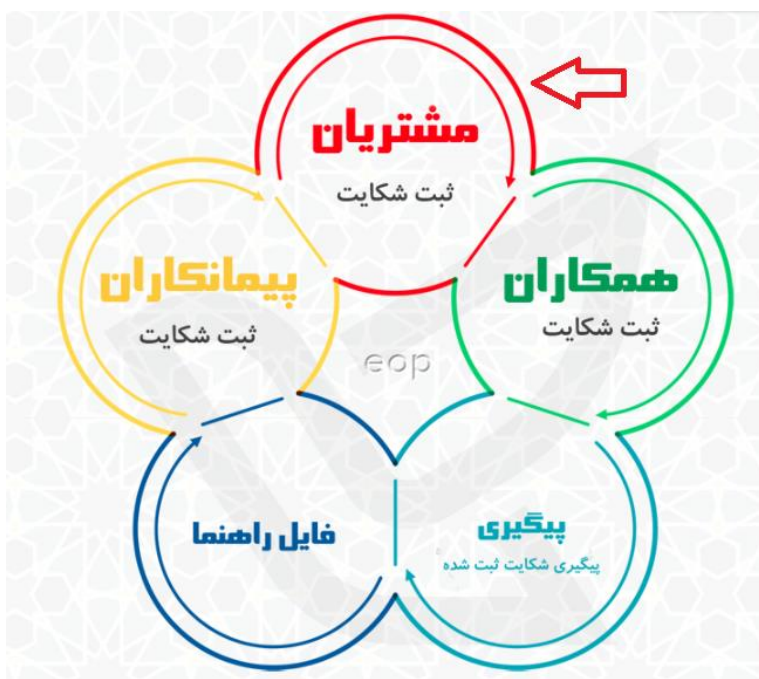 مشتریان
ثبت شکایت
همکاران
ثبت شکایت
پیمانکاران
ثبت شکایت
eop
پیگیری
پیگیری شکایت ثبت شده
فایل راهنما